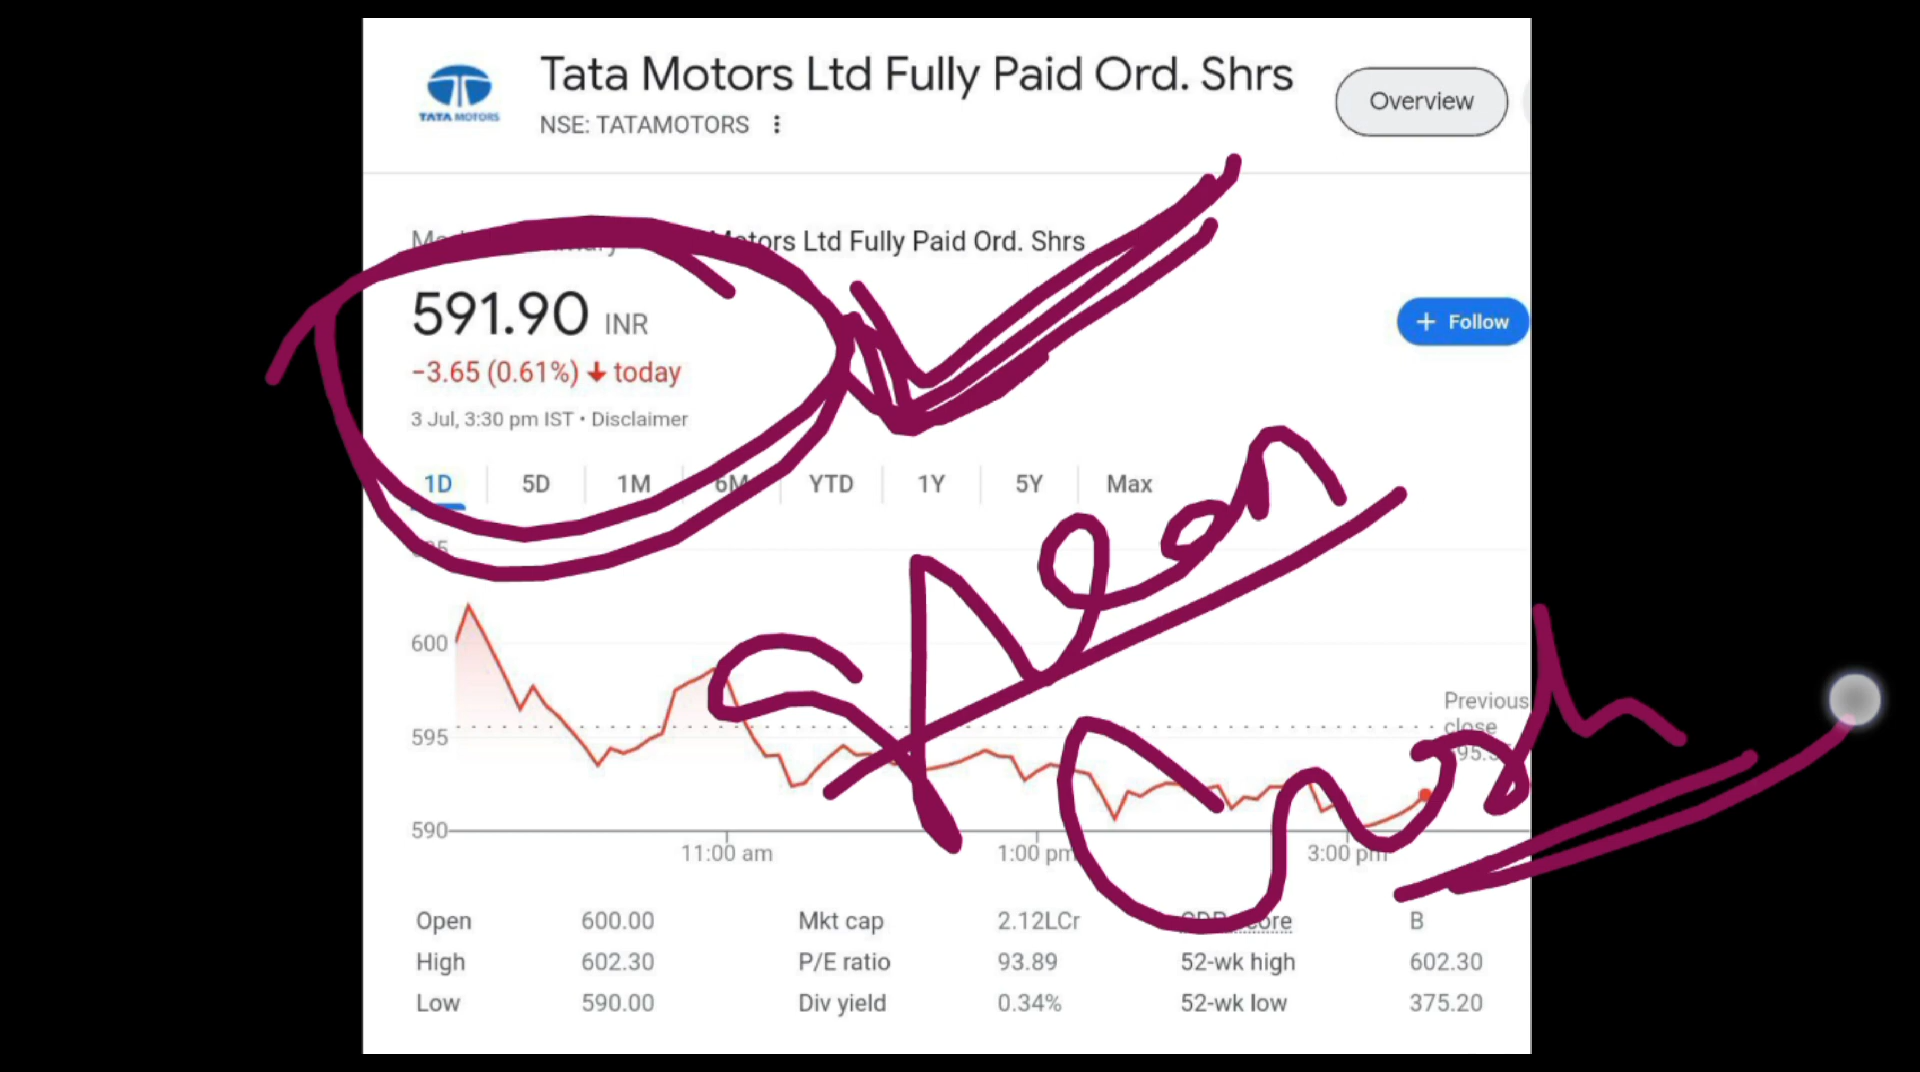 TATA MOTORS
Tata Motors Ltd Fully Paid Ord. Shrs
NSE: TATAMOTORS
Overview
Motors Ltd Fully Paid Ord. Shrs
591.90 INR
+ Follow
−3.65 (0.61%) ↓ today
3 Jul, 3:30 pm IST • Disclaimer
1D 5D 1M 6M YTD 1Y 5Y Max
600
595
590
Previous
close
11:00 am 1:00 pm 3:00 pm
Open 600.00 Mkt cap 2.12LCr B
High 602.30 P/E ratio 93.89 52-wk high 602.30
Low 590.00 Div yield 0.34% 52-wk low 375.20